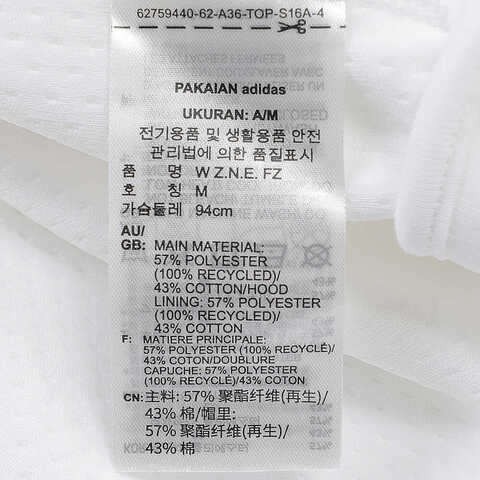 62759440-62-A36-TOP-S16A-4
PAKAIAN adidas
UKURAN: A/M
전기용품 및 생활용품 안전
관리법에 의한 품질표시
품 명 W Z.N.E. FZ
호 칭 M
가슴둘레 94cm
AU/
GB: MAIN MATERIAL:
57% POLYESTER
(100% RECYCLED)/
43% COTTON/HOOD
LINING: 57% POLYESTER
(100% RECYCLED)/
43% COTTON
F: MATIERE PRINCIPALE:
57% POLYESTER (100% RECYCLÉ)/
43% COTON/DOUBLURE
CAPUCHE: 57% POLYESTER
(100% RECYCLÉ)/43% COTON
CN: 主料: 57% 聚酯纤维(再生)/
43% 棉/帽里:
57% 聚酯纤维(再生)/
43% 棉